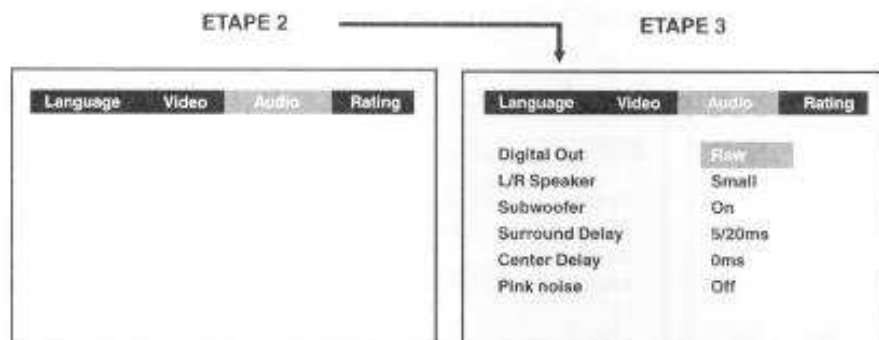 ETAPE 2
ETAPE 3
Language Video Audio Rating
Language Video Audio Rating
Digital Out Raw
L/R Speaker Small
Subwoofer On
Surround Delay 5/20ms
Center Delay 0ms
Pink noise Off